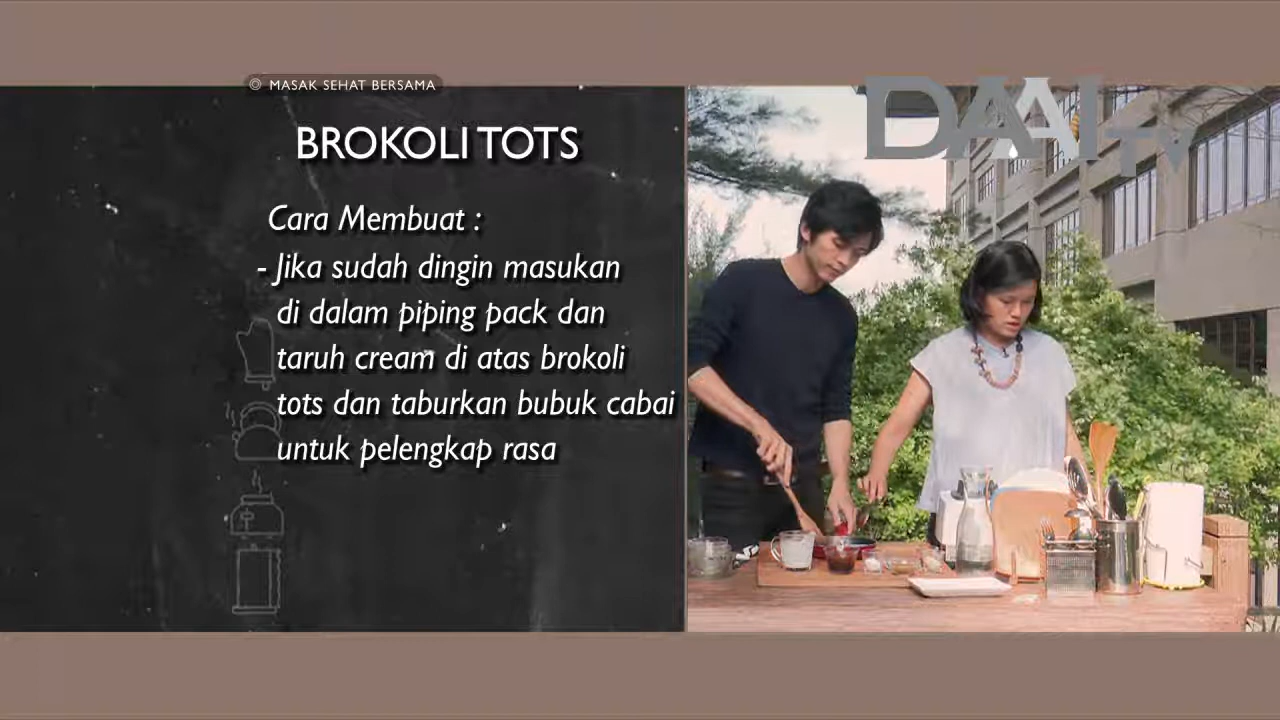 MASAK SEHAT BERSAMA
DAAI TV
BROKOLI TOTS
Cara Membuat :
- Jika sudah dingin masukan
di dalam piping pack dan
taruh cream di atas brokoli
tots dan taburkan bubuk cabai
untuk pelengkap rasa